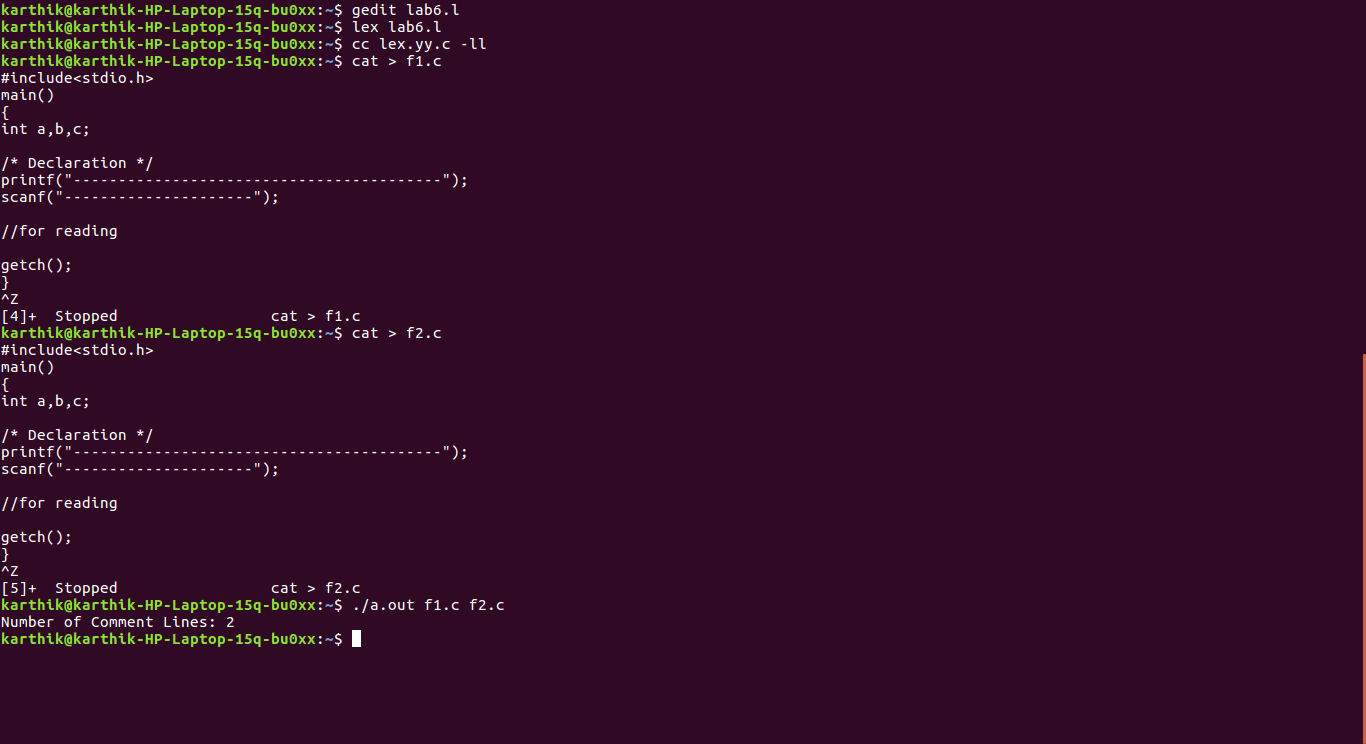 karthik@karthik-HP-Laptop-15q-bu0xx:~$ gedit lab6.l
karthik@karthik-HP-Laptop-15q-bu0xx:~$ lex lab6.l
karthik@karthik-HP-Laptop-15q-bu0xx:~$ cc lex.yy.c -ll
karthik@karthik-HP-Laptop-15q-bu0xx:~$ cat > f1.c
#include<stdio.h>
main()
{
int a,b,c;

/* Declaration */
printf("-----------------------------------------");
scanf("---------------------");

//for reading

getch();
}
^Z
[4]+  Stopped                 cat > f1.c
karthik@karthik-HP-Laptop-15q-bu0xx:~$ cat > f2.c
#include<stdio.h>
main()
{
int a,b,c;

/* Declaration */
printf("-----------------------------------------");
scanf("---------------------");

//for reading

getch();
}
^Z
[5]+  Stopped                 cat > f2.c
karthik@karthik-HP-Laptop-15q-bu0xx:~$ ./a.out f1.c f2.c
Number of Comment Lines: 2
karthik@karthik-HP-Laptop-15q-bu0xx:~$